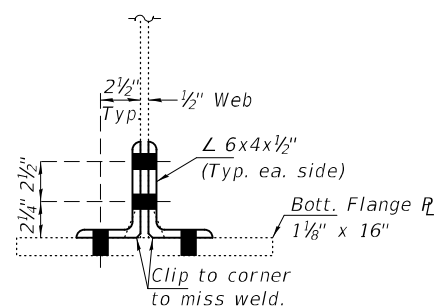 2½"
Typ.
½" Web
∠ 6x4x½"
(Typ. ea. side)
2½"
2¼"
Bott. Flange ℄
1⅛" x 16"
Clip to corner
to miss weld.